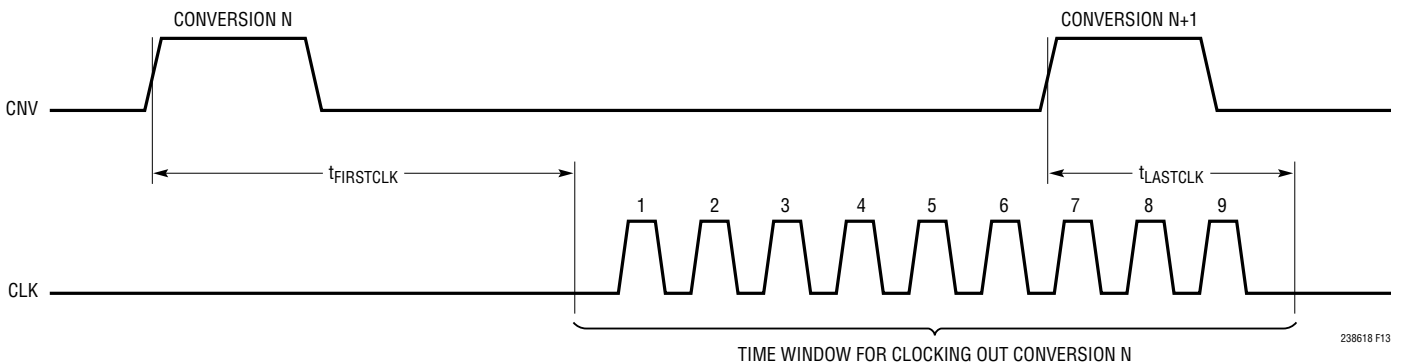 CONVERSION N
CONVERSION N+1
CNV
tFIRSTCLK
tLASTCLK
1 2 3 4 5 6 7 8 9
CLK
238618 F13
TIME WINDOW FOR CLOCKING OUT CONVERSION N